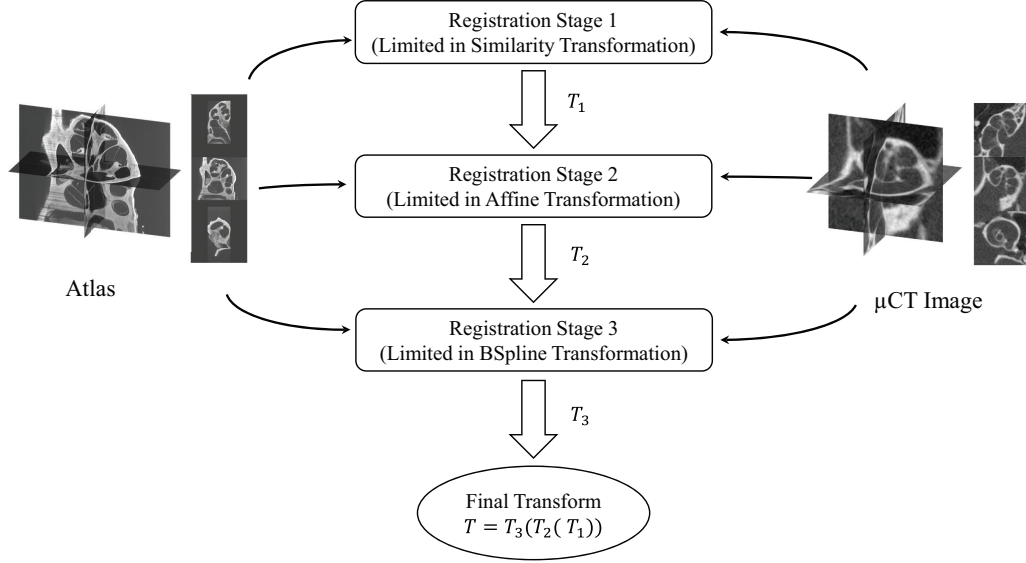 Registration Stage 1
(Limited in Similarity Transformation)
T₁
Registration Stage 2
(Limited in Affine Transformation)
T₂
Atlas
μCT Image
Registration Stage 3
(Limited in BSpline Transformation)
T₃
Final Transform
T = T₃(T₂( T₁))